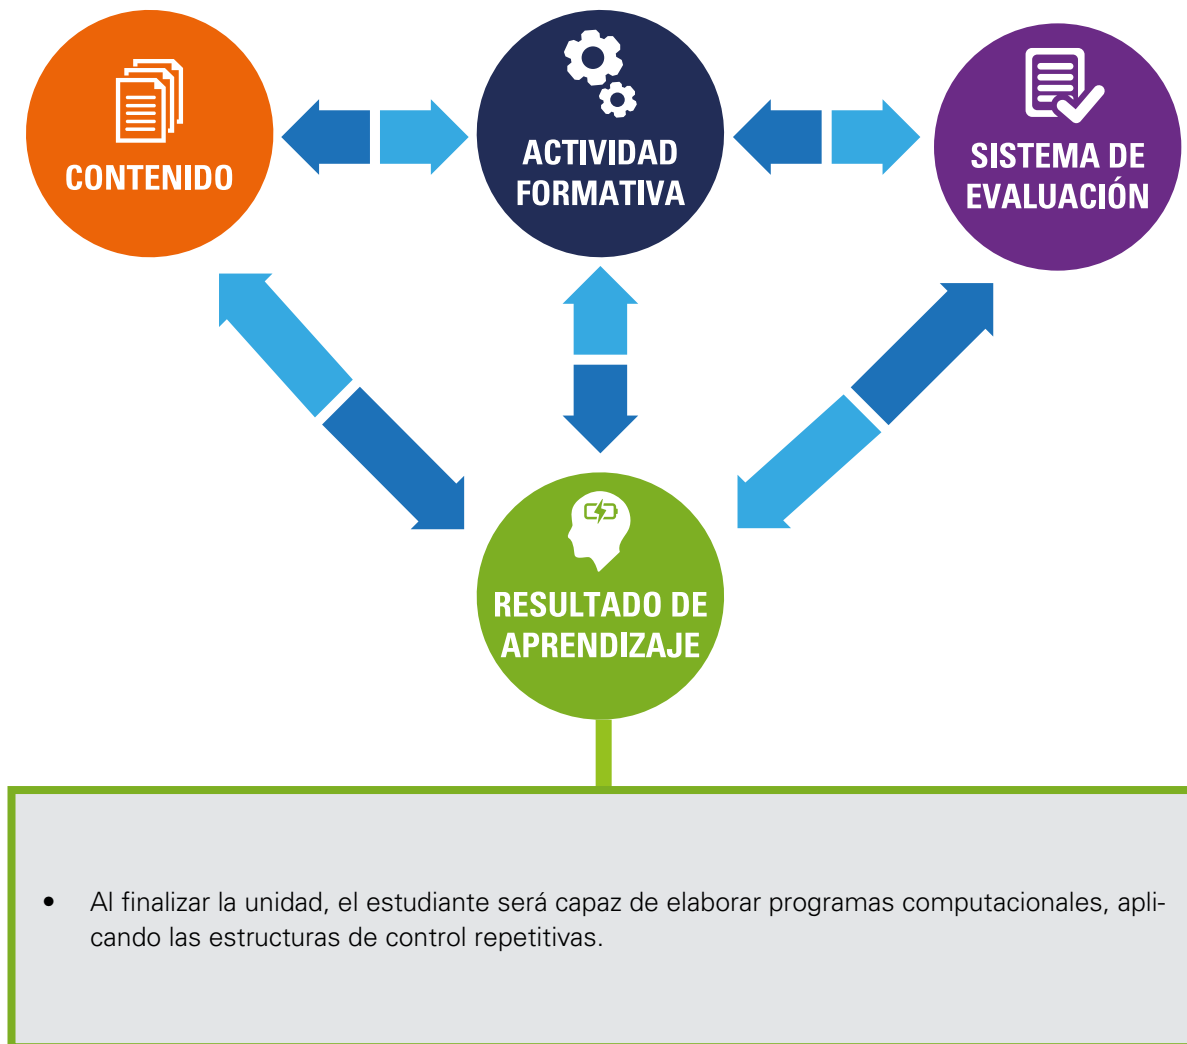 CONTENIDO
ACTIVIDAD
FORMATIVA
SISTEMA DE
EVALUACIÓN
RESULTADO DE
APRENDIZAJE
• Al finalizar la unidad, el estudiante será capaz de elaborar programas computacionales, apli-
cando las estructuras de control repetitivas.